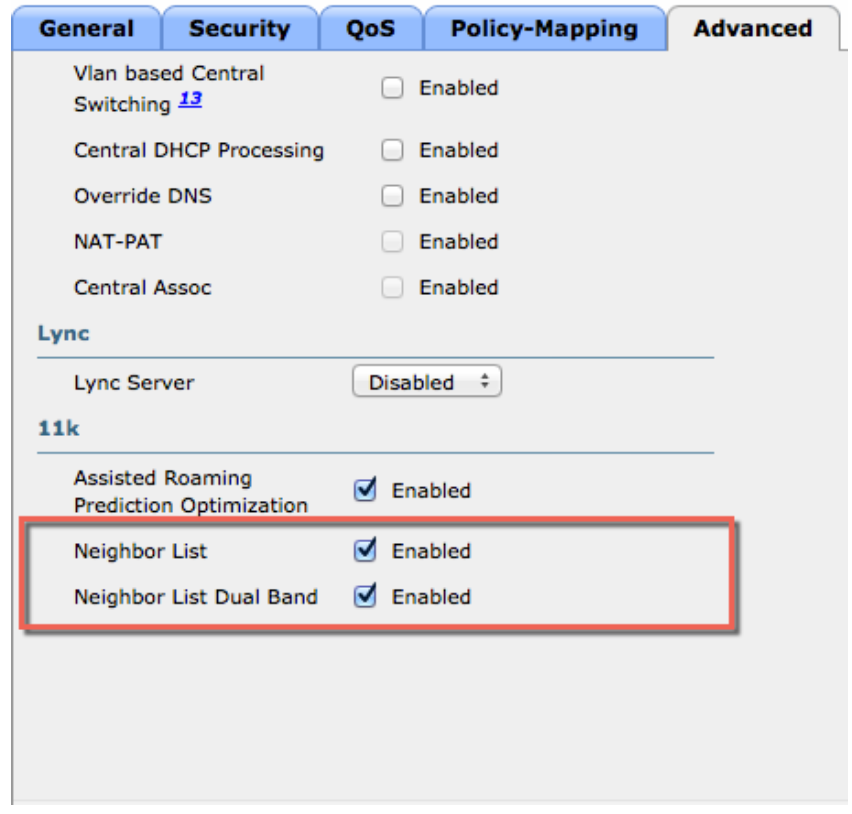 General Security QoS Policy-Mapping Advanced
Vlan based Central
Switching 13
Enabled
Central DHCP Processing Enabled
Override DNS Enabled
NAT-PAT Enabled
Central Assoc Enabled
Lync
Lync Server Disabled
11k
Assisted Roaming
Prediction Optimization
Enabled
Neighbor List Enabled
Neighbor List Dual Band Enabled